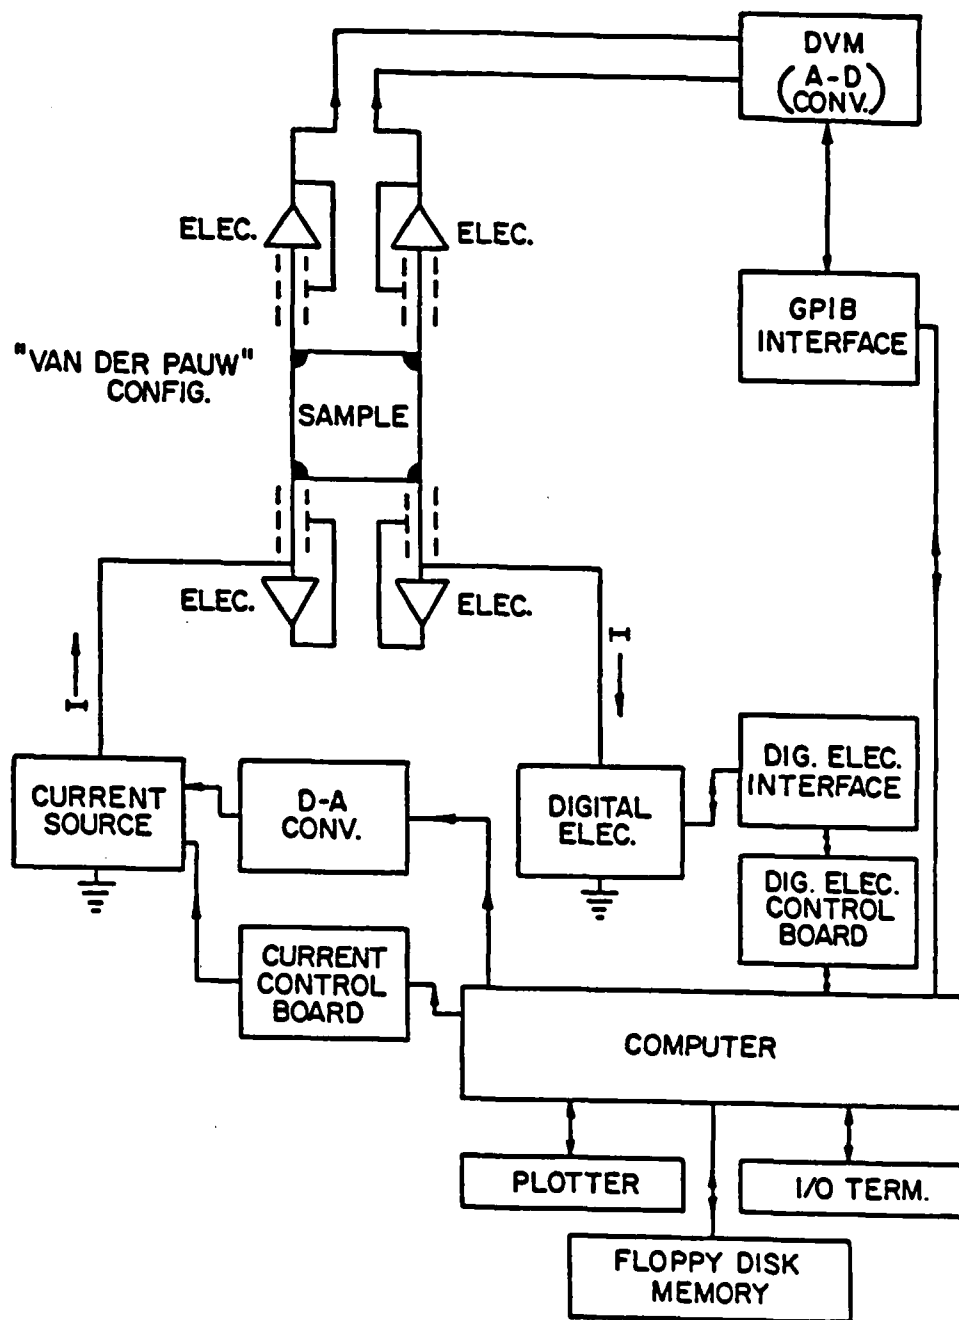 DVM
(A-D
CONV.)
ELEC.
ELEC.
GPIB
INTERFACE
"VAN DER PAUW"
CONFIG.
SAMPLE
ELEC.
ELEC.
I
I
CURRENT
SOURCE
D-A
CONV.
DIGITAL
ELEC.
DIG. ELEC.
INTERFACE
DIG. ELEC.
CONTROL
BOARD
CURRENT
CONTROL
BOARD
COMPUTER
PLOTTER
I/O TERM.
FLOPPY DISK
MEMORY